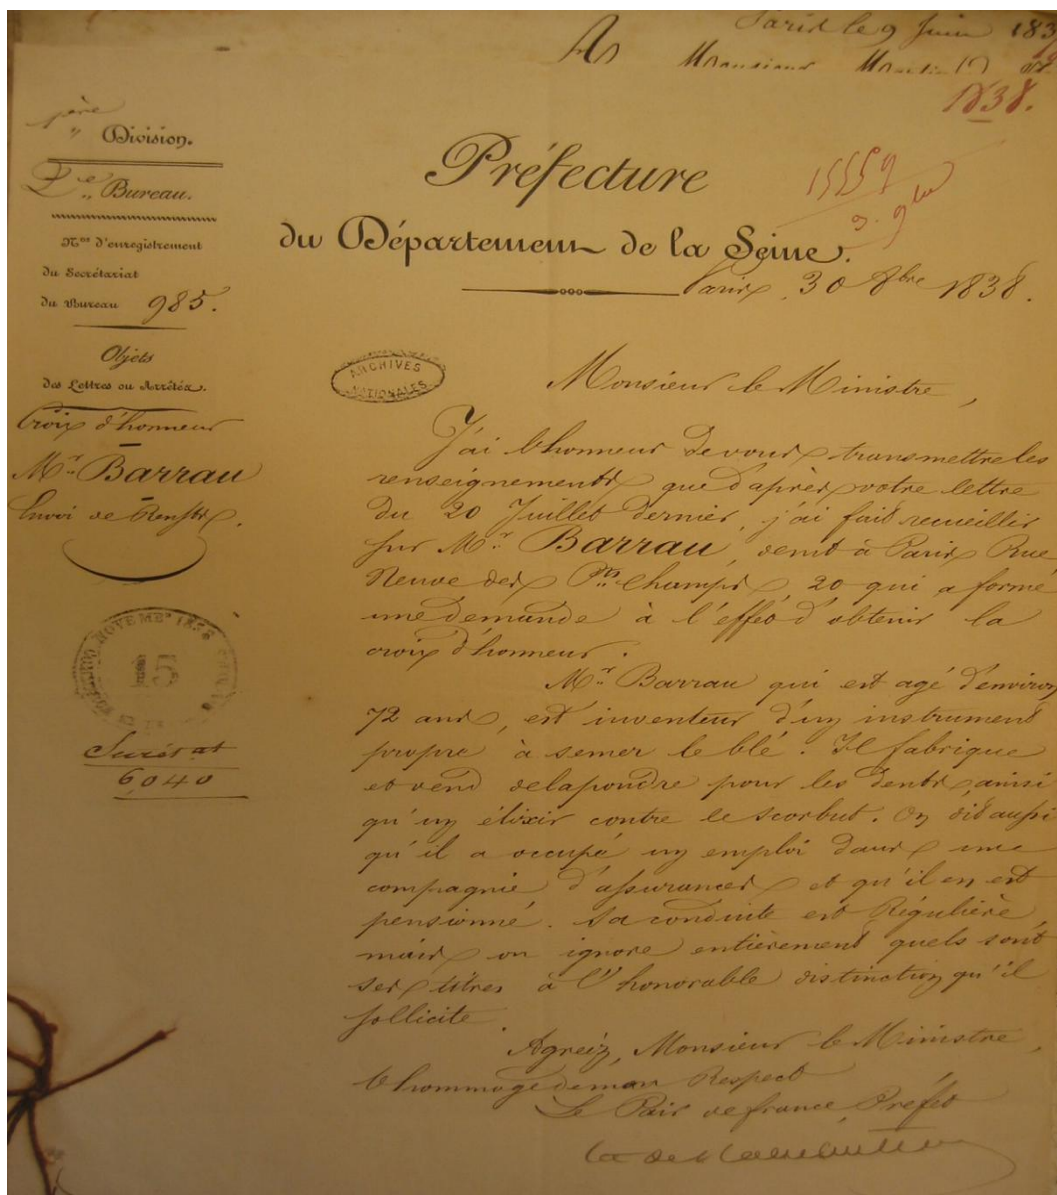 Paris le 9 Juin 183
Monsieur
1838.
1ère Division.
2e Bureau.
Nos d'enregistrement
du Secrétariat
du Bureau 985.
Objets
des Lettres ou Arrêtés.
Croix d'honneur
Mr. Barrau
Envoi de Rensts.
6040
15559
Préfecture
du Département de la Seine.
Paris, 30 8bre 1838.
ARCHIVES
NATIONALES
Monsieur le Ministre,
J'ai l'honneur de vous transmettre les
renseignements que d'après votre lettre
du 20 Juillet dernier, j'ai fait recueillir
sur Mr. Barrau, demt à Paris Rue
Neuve des Pts Champs, 20 qui a formé
une demande à l'effet d'obtenir la
croix d'honneur.
Mr. Barrau qui est agé d'environ
72 ans, est inventeur d'un instrument
propre à semer le blé. Il fabrique
et vend de la poudre pour les dents, ainsi
qu'un élixir contre le scorbut. On dit aussi
qu'il a occupé un emploi dans une
compagnie d'assurances et qu'il en est
pensionné. Sa conduite est Régulière,
mais on ignore entièrement quels sont
ses titres à l'honorable distinction qu'il
sollicite.
Agréez, Monsieur le Ministre,
l'hommage de mon Respect
Le Pair de france, Préfet